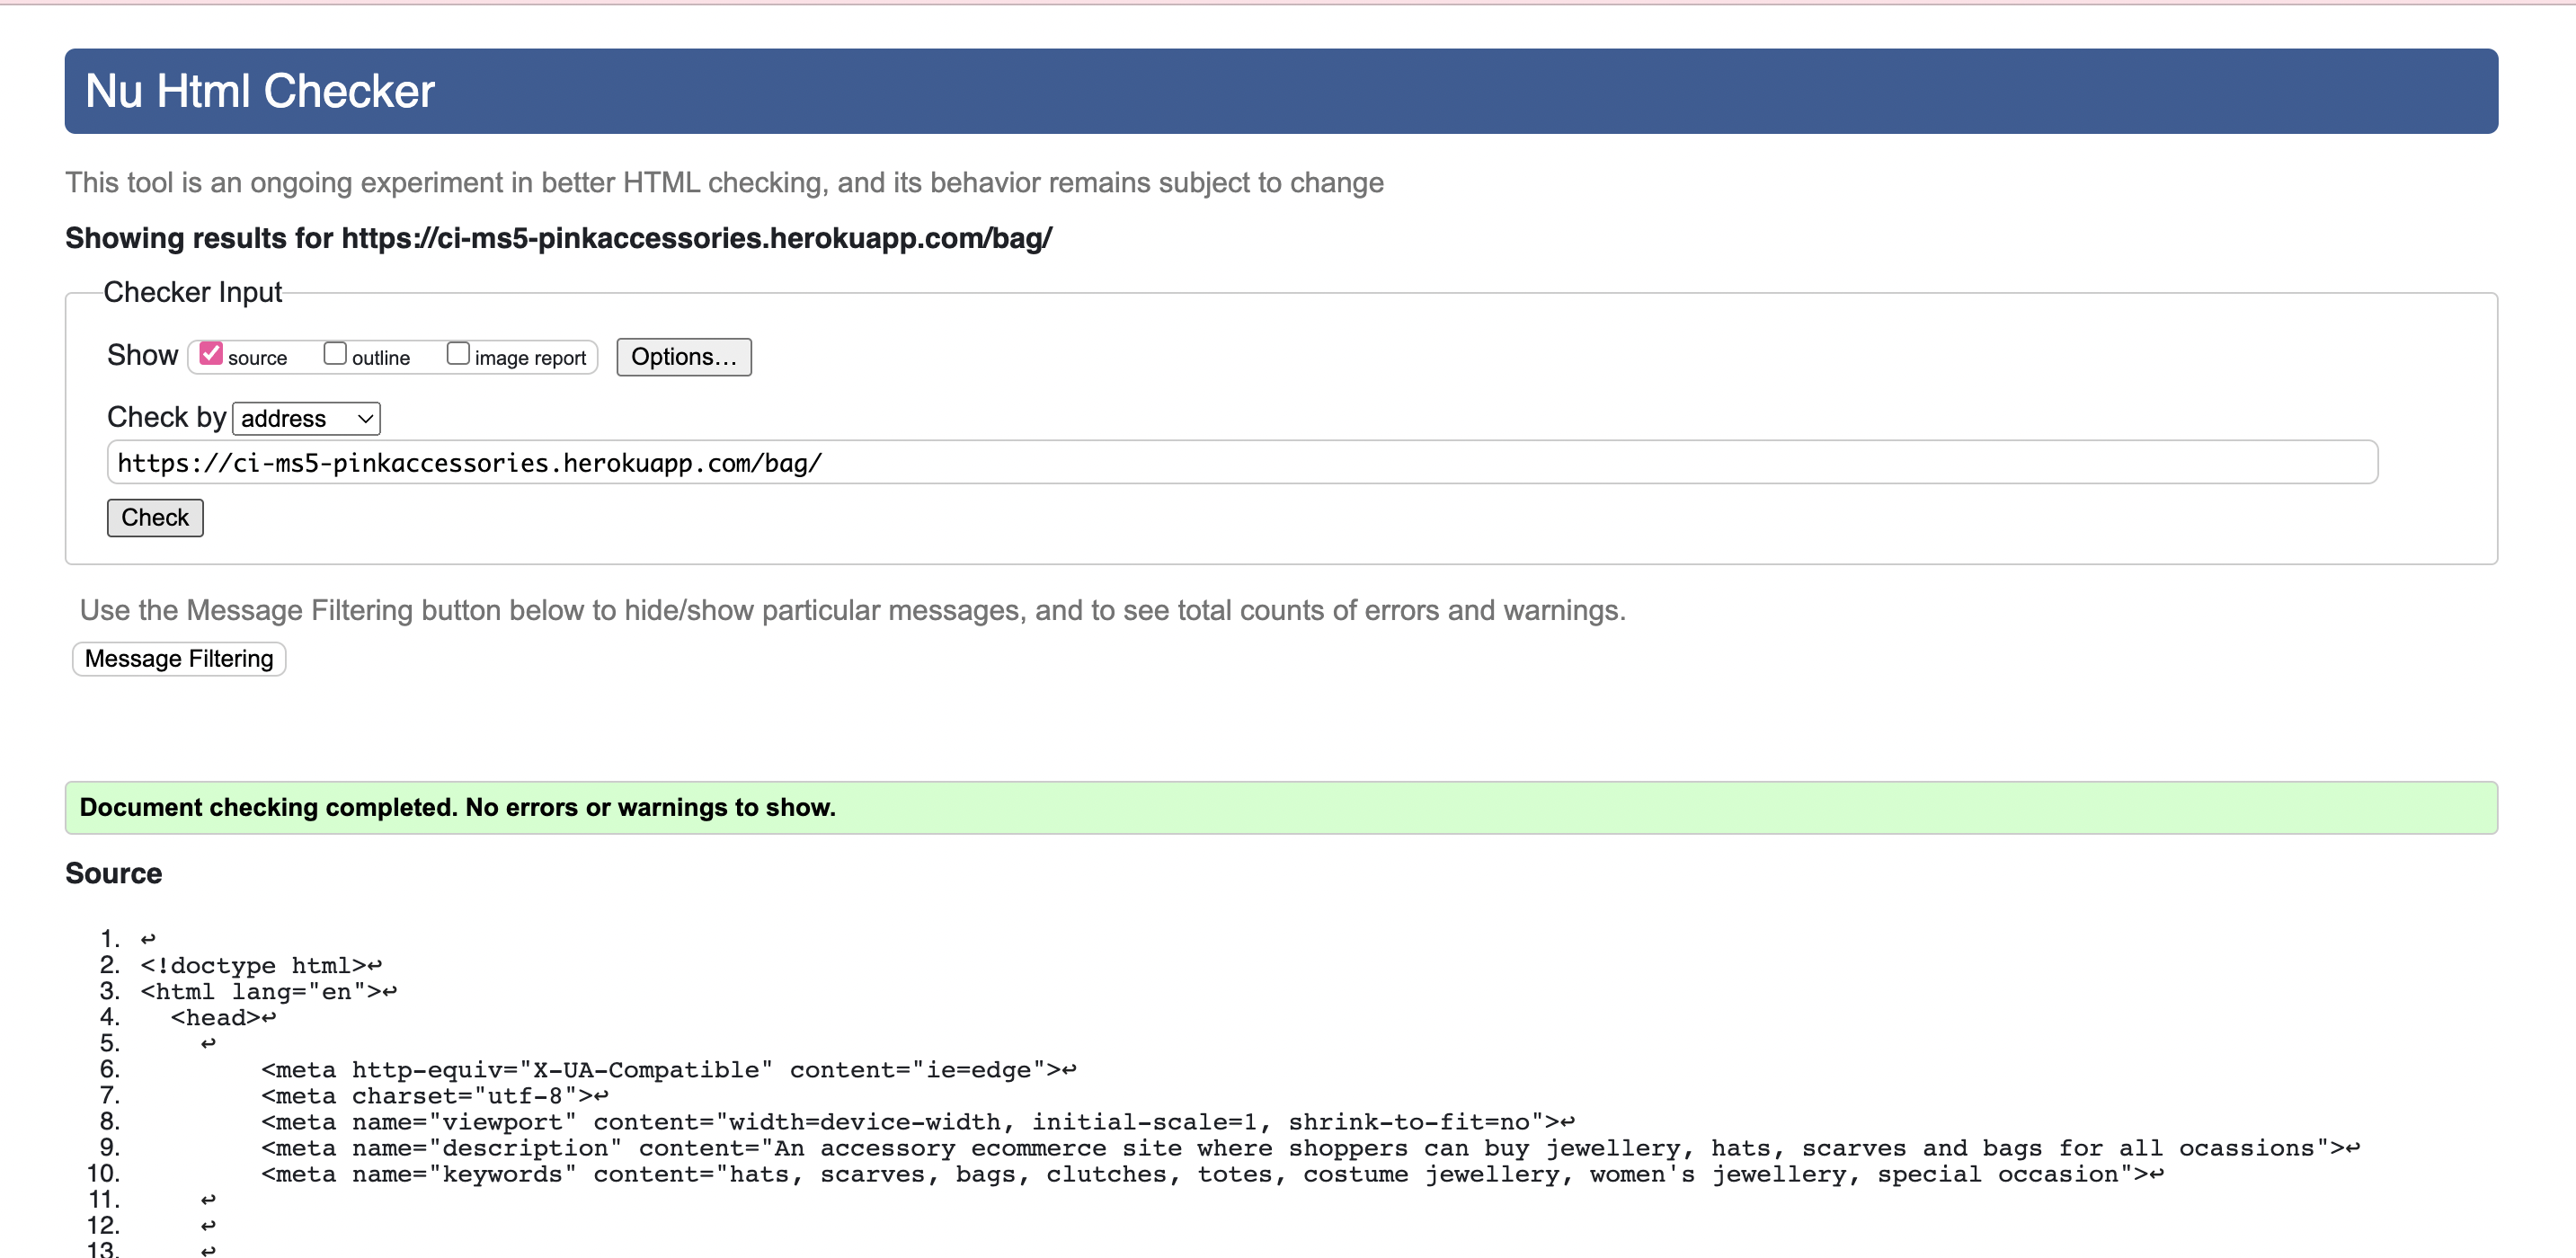 Nu Html Checker
This tool is an ongoing experiment in better HTML checking, and its behavior remains subject to change
Showing results for https://ci-ms5-pinkaccessories.herokuapp.com/bag/
Checker Input
Show source outline image report Options...
Check by address
https://ci-ms5-pinkaccessories.herokuapp.com/bag/
Check
Use the Message Filtering button below to hide/show particular messages, and to see total counts of errors and warnings.
Message Filtering
Document checking completed. No errors or warnings to show.
Source
1. ↩
2. <!doctype html>↩
3. <html lang="en">↩
4. <head>↩
5. ↩
6. <meta http-equiv="X-UA-Compatible" content="ie=edge">↩
7. <meta charset="utf-8">↩
8. <meta name="viewport" content="width=device-width, initial-scale=1, shrink-to-fit=no">↩
9. <meta name="description" content="An accessory ecommerce site where shoppers can buy jewellery, hats, scarves and bags for all ocassions">↩
10. <meta name="keywords" content="hats, scarves, bags, clutches, totes, costume jewellery, women's jewellery, special occasion">↩
11. ↩
12. ↩
13. ↩